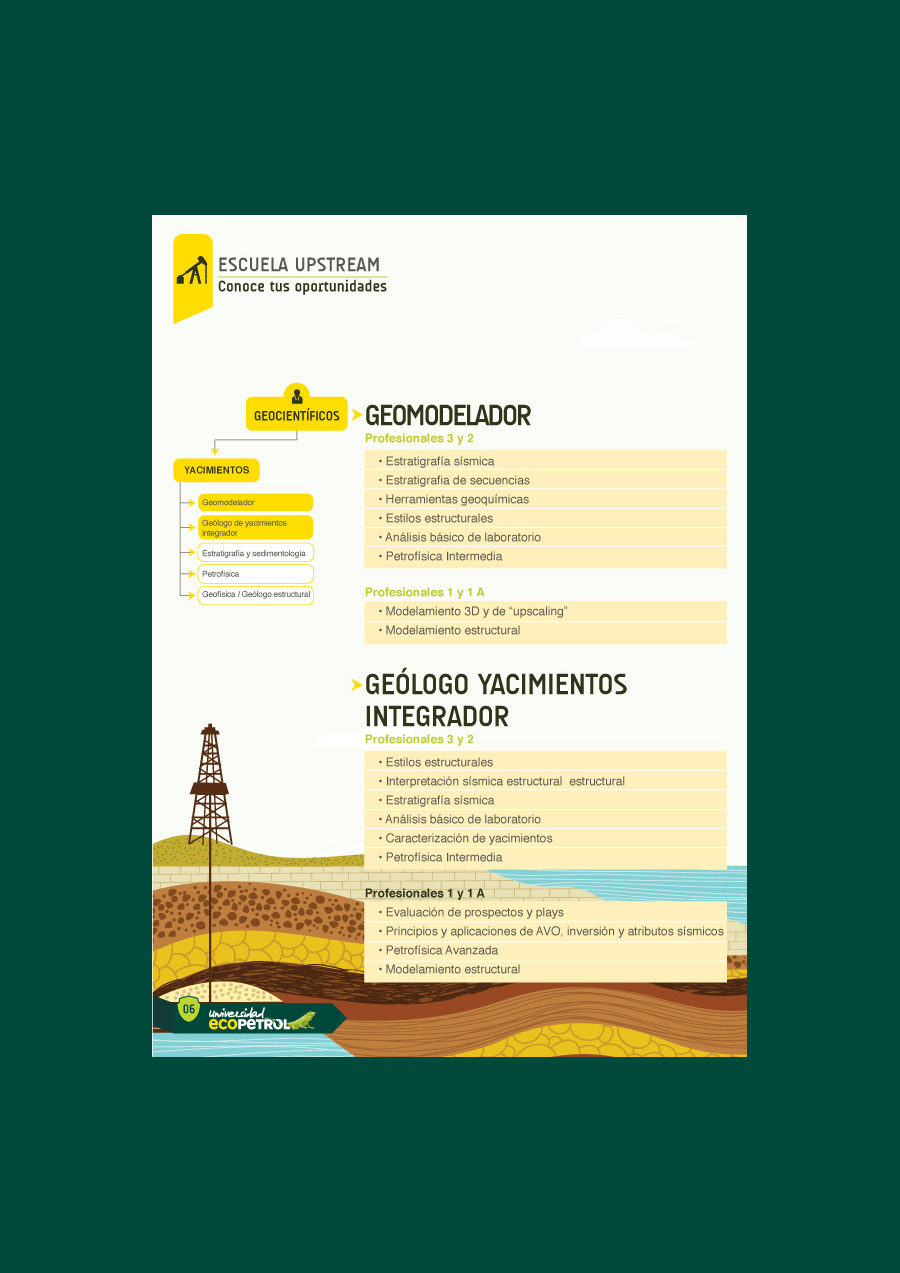 ESCUELA UPSTREAM
Conoce tus oportunidades
GEOCIENTÍFICOS
YACIMIENTOS
Geomodelador
Geólogo de yacimientos
integrador
Estratigrafía y sedimentología
Petrofísica
Geofísica / Geólogo estructural
GEOMODELADOR
Profesionales 3 y 2
• Estratigrafía sísmica
• Estratigrafia de secuencias
• Herramientas geoquímicas
• Estilos estructurales
• Análisis básico de laboratorio
• Petrofísica Intermedia
Profesionales 1 y 1 A
• Modelamiento 3D y de “upscaling”
• Modelamiento estructural
GEÓLOGO YACIMIENTOS
INTEGRADOR
Profesionales 3 y 2
• Estilos estructurales
• Interpretación sísmica estructural  estructural
• Estratigrafía sísmica
• Análisis básico de laboratorio
• Caracterización de yacimientos
• Petrofísica Intermedia
Profesionales 1 y 1 A
• Evaluación de prospectos y plays
• Principios y aplicaciones de AVO, inversión y atributos sísmicos
• Petrofísica Avanzada
• Modelamiento estructural
06
Universidad
ECOPETROL